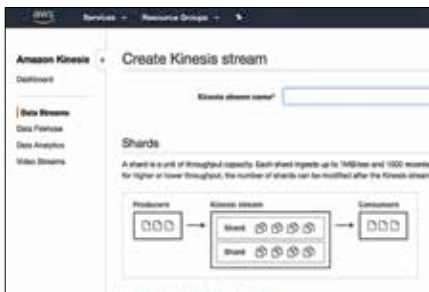 aws Services Resource Groups
Amazon Kinesis
Dashboard
Data Streams
Data Firehose
Data Analytics
Video Streams
Create Kinesis stream
Kinesis stream name*
Shards
A shard is a unit of throughput capacity. Each shard ingests up to 1MB/sec and 1000 records
for higher or lower throughput, the number of shards can be modified after the Kinesis stream
Producers Kinesis stream Consumers
Shard
Shard